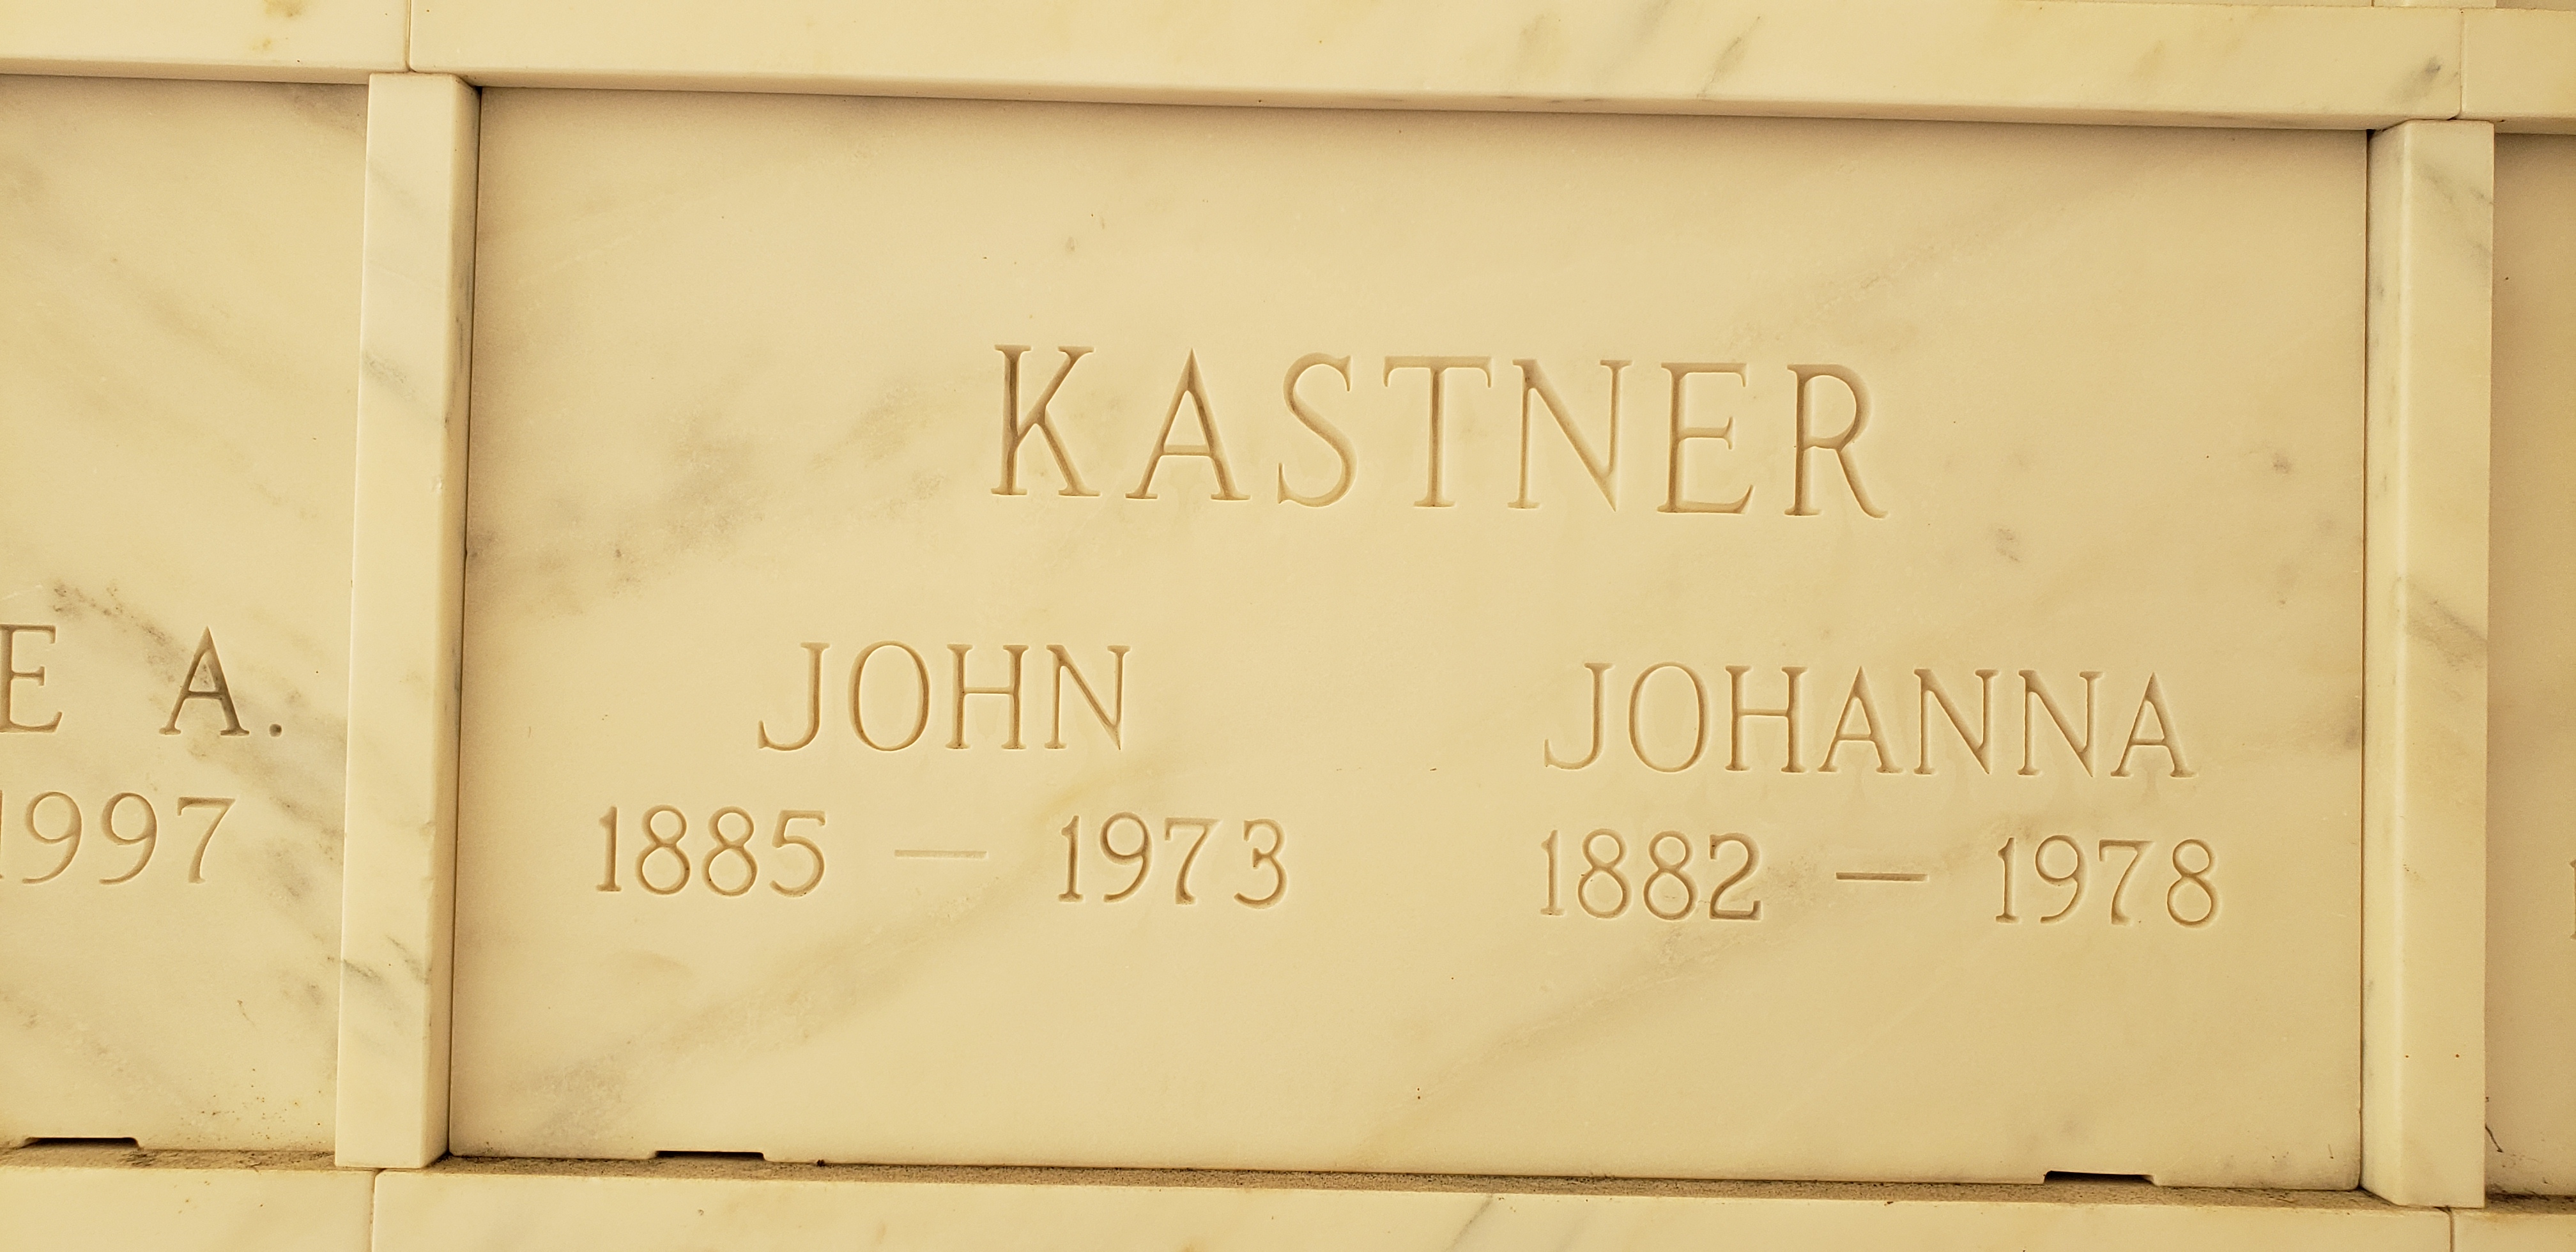 KASTNER
JOHN JOHANNA
1885 — 1973 1882 — 1978
E A.
1997